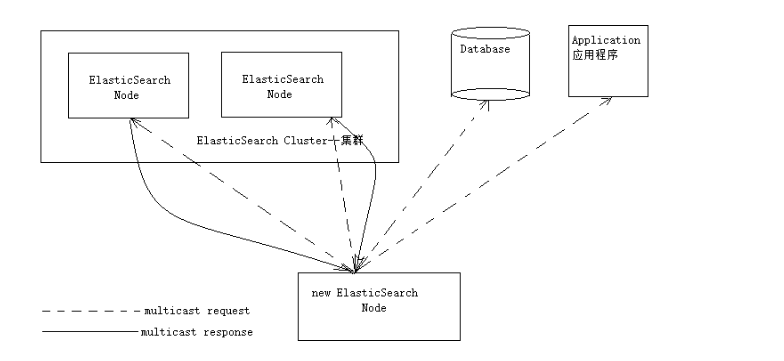 ElasticSearch
Node
ElasticSearch
Node
Database
Application
应用程序
ElasticSearch Cluster——集群
new ElasticSearch
Node
multicast request
multicast response